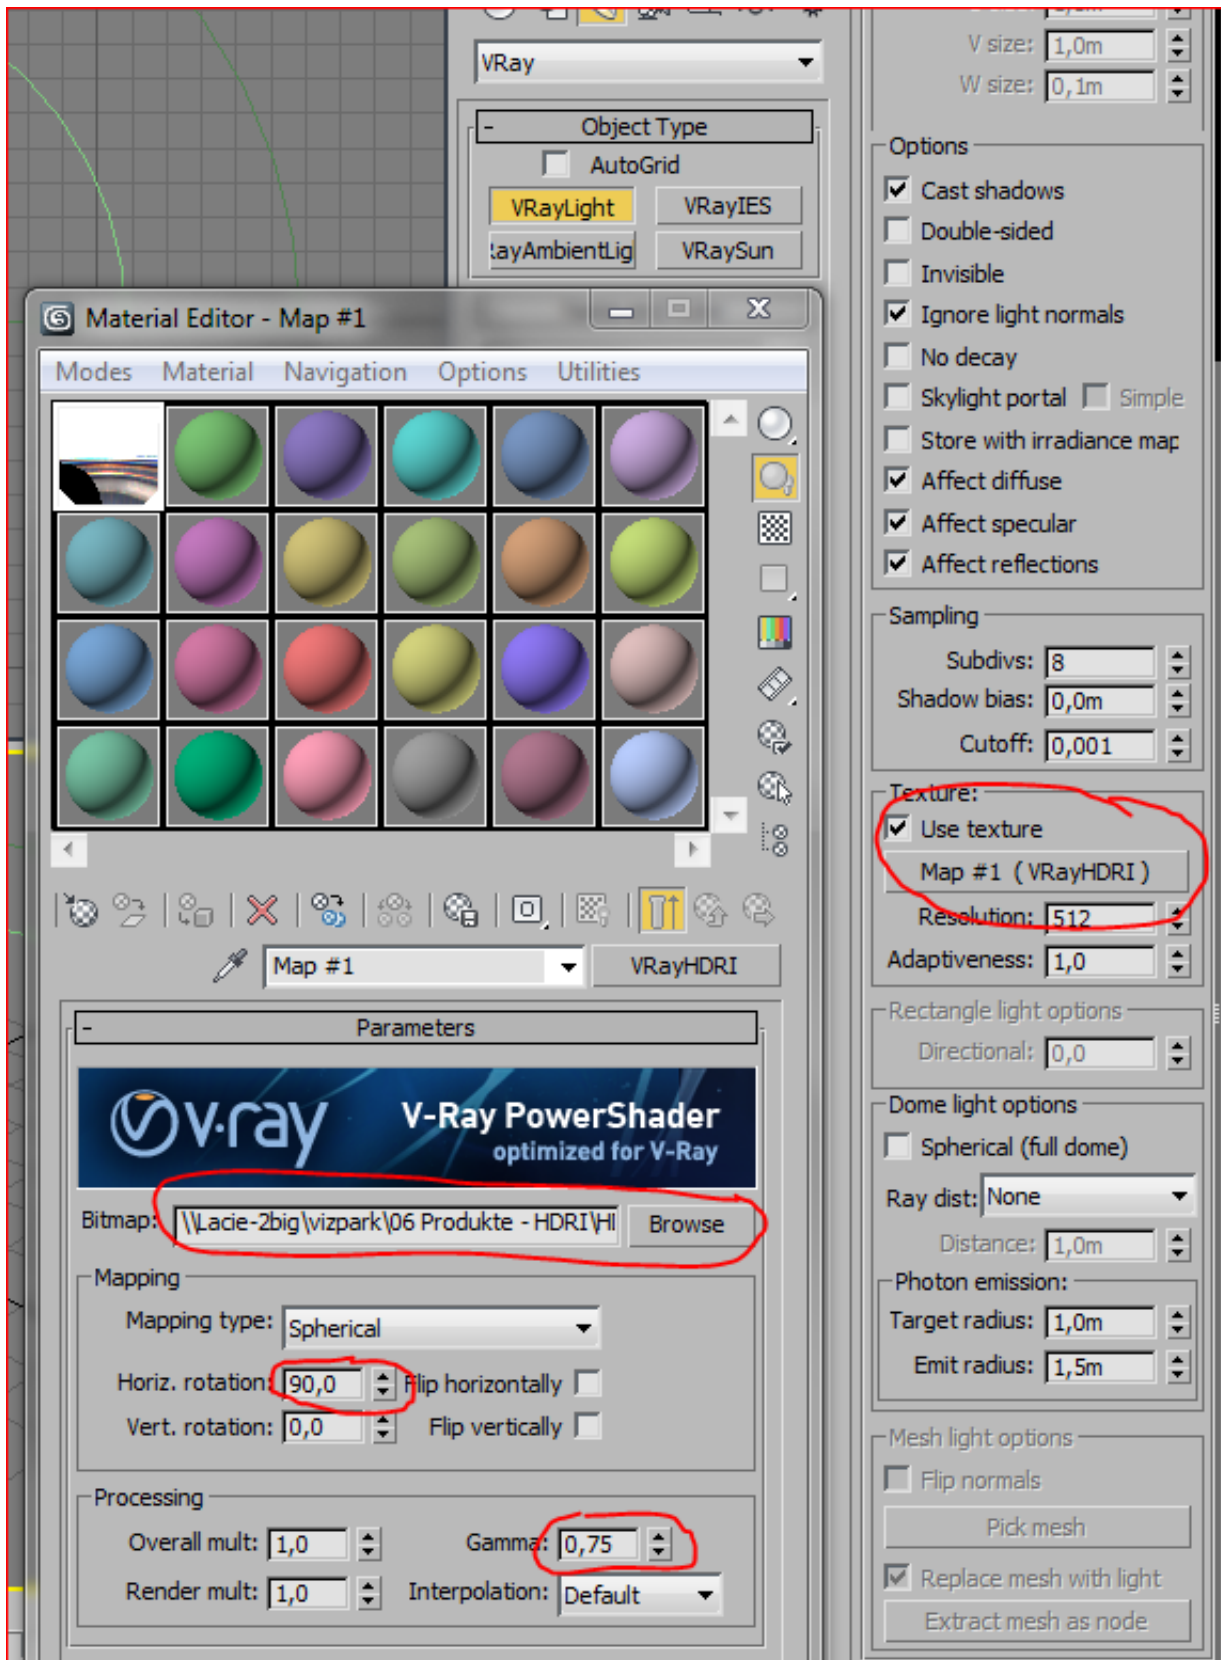 VRay
V size: 1,0m
W size: 0,1m
- Object Type
AutoGrid
VRayLight VRayIES
RayAmbientLig VRaySun
Options
Cast shadows
Double-sided
Invisible
Ignore light normals
No decay
Skylight portal Simple
Store with irradiance map
Affect diffuse
Affect specular
Affect reflections
Sampling
Subdivs: 8
Shadow bias: 0,0m
Cutoff: 0,001
Texture:
Use texture
Map #1 ( VRayHDRI )
Resolution: 512
Adaptiveness: 1,0
Rectangle light options
Directional: 0,0
Dome light options
Spherical (full dome)
Ray dist: None
Distance: 1,0m
Photon emission:
Target radius: 1,0m
Emit radius: 1,5m
Mesh light options
Flip normals
Pick mesh
Replace mesh with light
Extract mesh as node
Material Editor - Map #1
Modes Material Navigation Options Utilities
Map #1 VRayHDRI
- Parameters
v·ray V-Ray PowerShader
optimized for V-Ray
Bitmap: \\Lacie-2big\vizpark\06 Produkte - HDRI\HI Browse
Mapping
Mapping type: Spherical
Horiz. rotation: 90,0 Flip horizontally
Vert. rotation: 0,0 Flip vertically
Processing
Overall mult: 1,0 Gamma: 0,75
Render mult: 1,0 Interpolation: Default